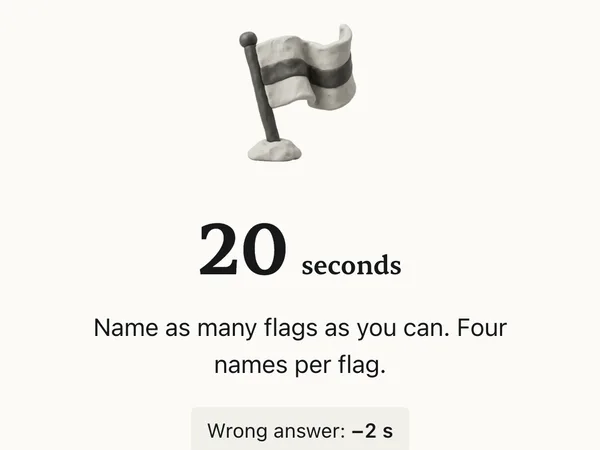 20 seconds
Name as many flags as you can. Four
names per flag.
Wrong answer: −2 s